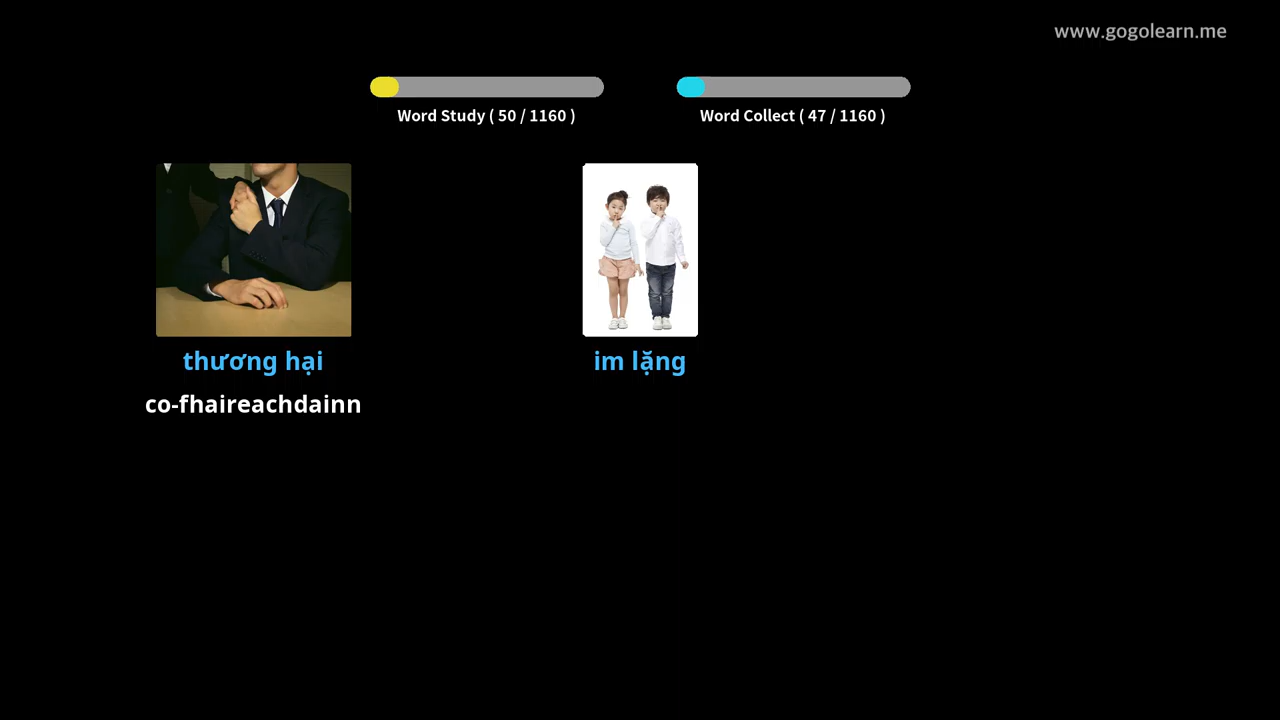 www.gogolearn.me
Word Study ( 50 / 1160 )
Word Collect ( 47 / 1160 )
thương hại
im lặng
co-fhaireachdainn